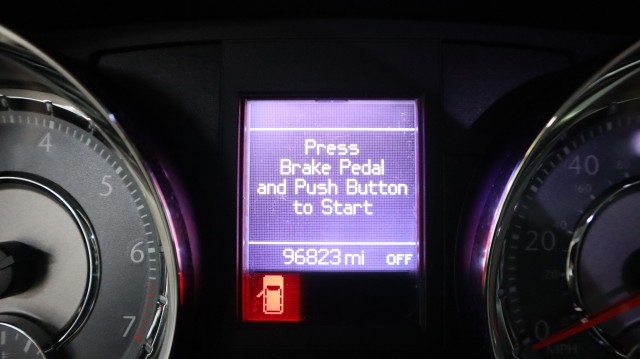 Press
Brake Pedal
and Push Button
to Start
96823 mi OFF
4
5
6
7
40
20
0